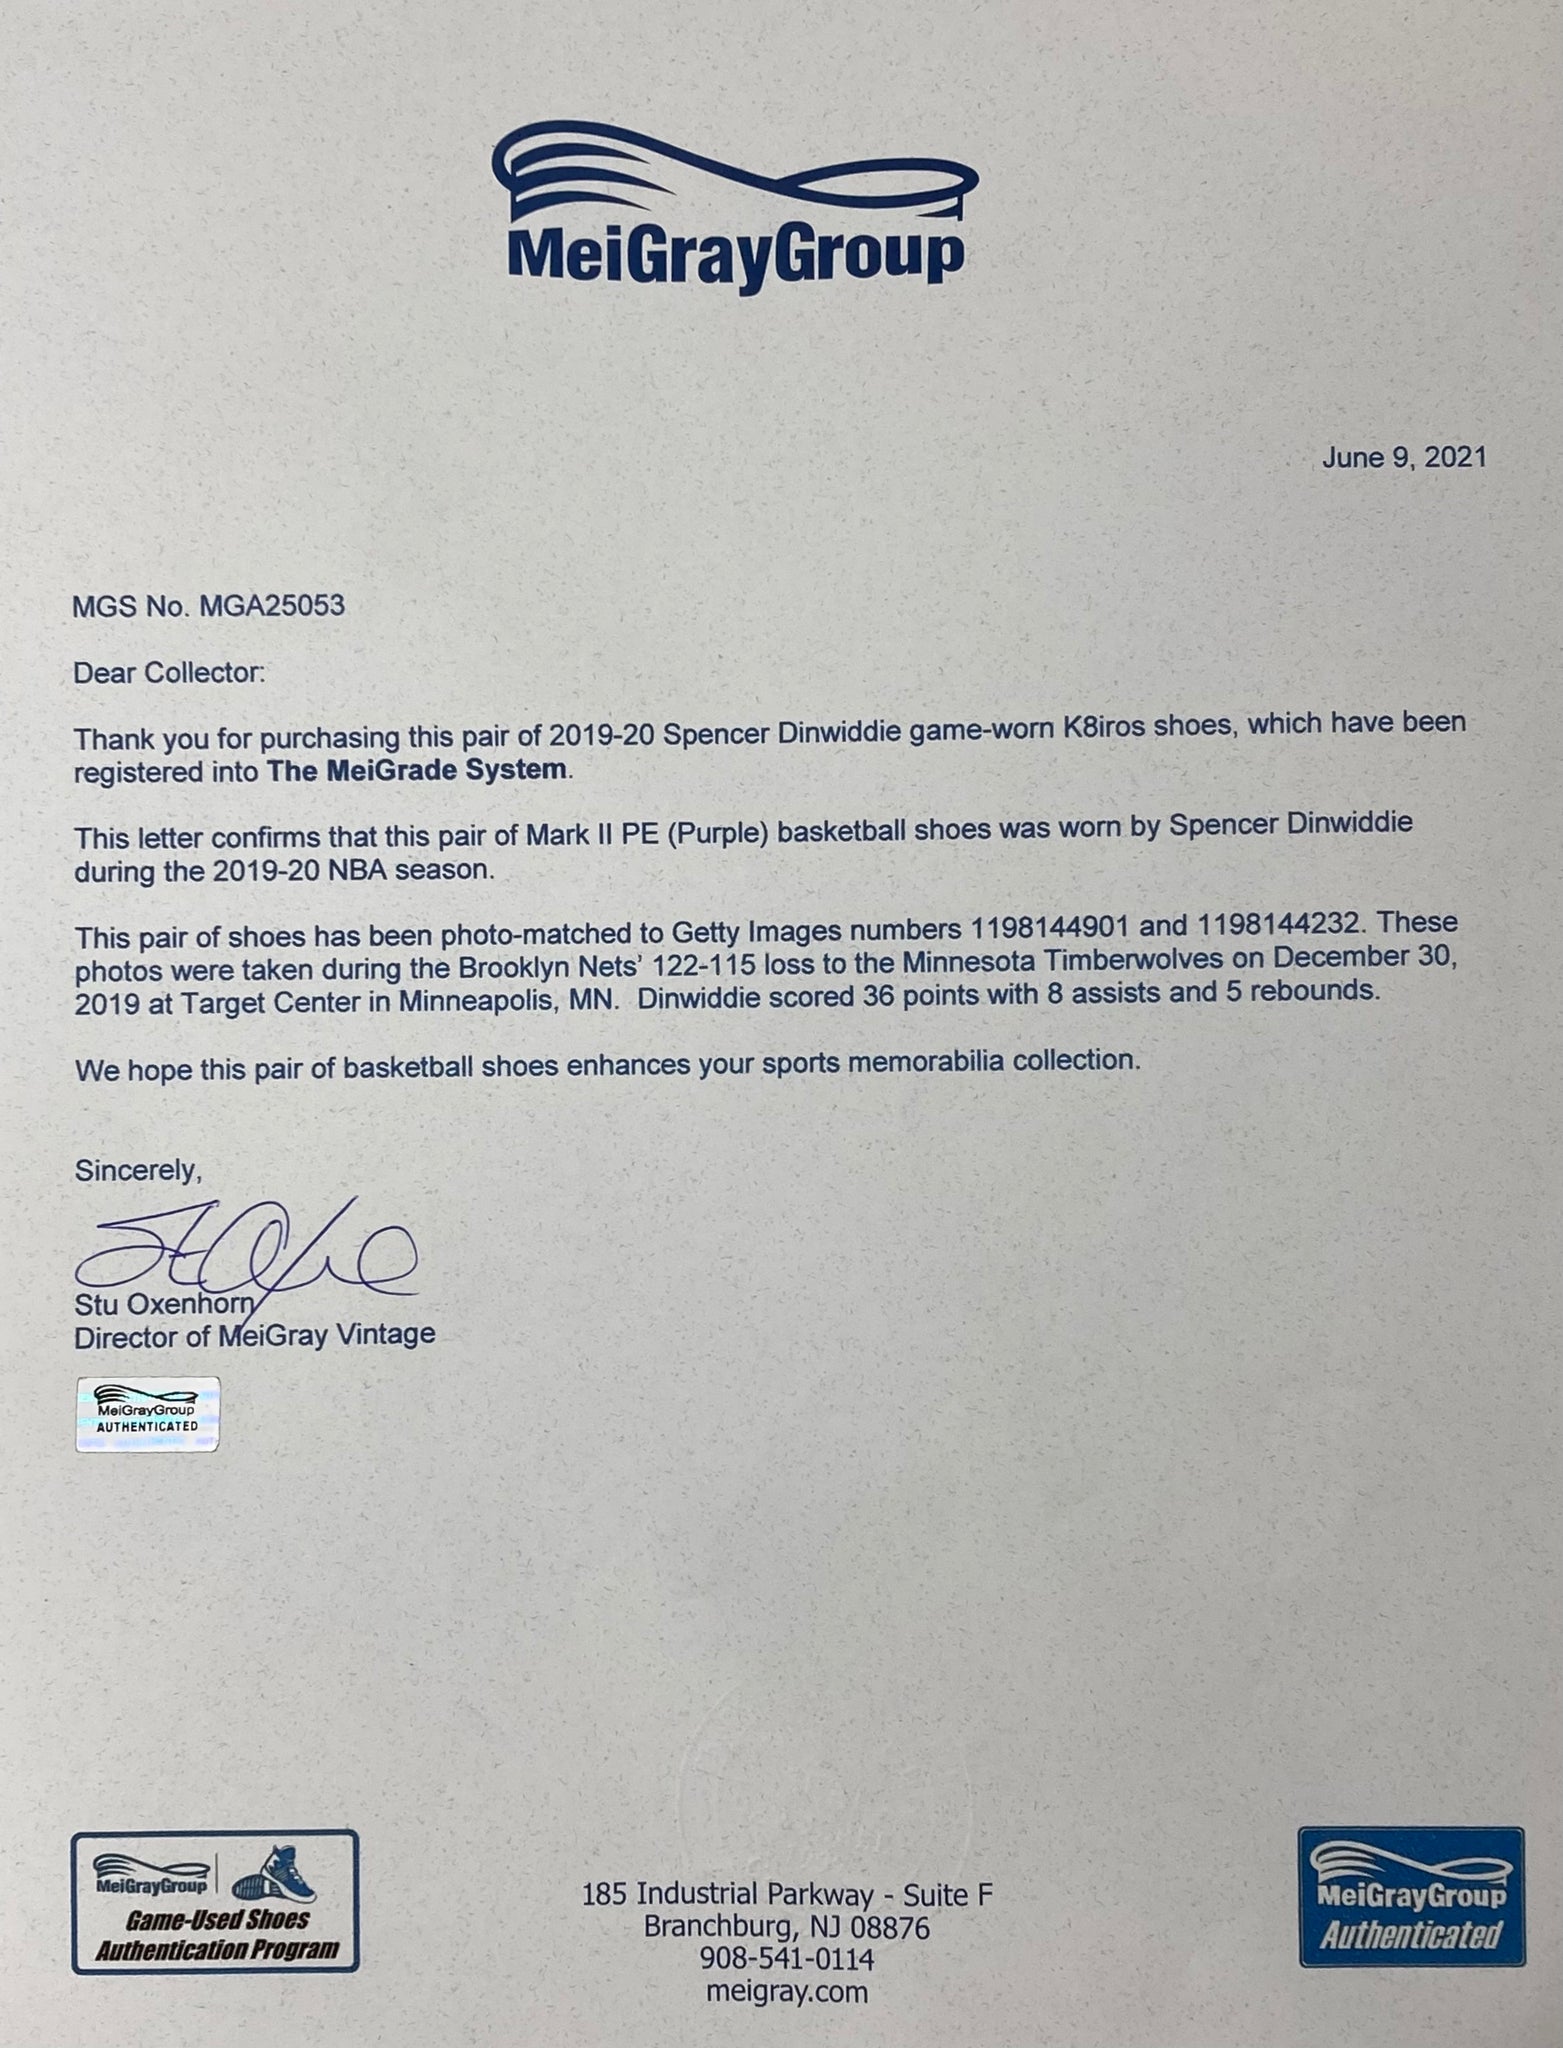 MeiGrayGroup
June 9, 2021
MGS No. MGA25053
Dear Collector:
Thank you for purchasing this pair of 2019-20 Spencer Dinwiddie game-worn K8iros shoes, which have been
registered into The MeiGrade System.
This letter confirms that this pair of Mark II PE (Purple) basketball shoes was worn by Spencer Dinwiddie
during the 2019-20 NBA season.
This pair of shoes has been photo-matched to Getty Images numbers 1198144901 and 1198144232. These
photos were taken during the Brooklyn Nets' 122-115 loss to the Minnesota Timberwolves on December 30,
2019 at Target Center in Minneapolis, MN.  Dinwiddie scored 36 points with 8 assists and 5 rebounds.
We hope this pair of basketball shoes enhances your sports memorabilia collection.
Sincerely,
Stu Oxenhorn
Director of MeiGray Vintage
MeiGrayGroup
AUTHENTICATED
MeiGrayGroup
Game-Used Shoes
Authentication Program
185 Industrial Parkway - Suite F
Branchburg, NJ 08876
908-541-0114
meigray.com
MeiGrayGroup
Authenticated